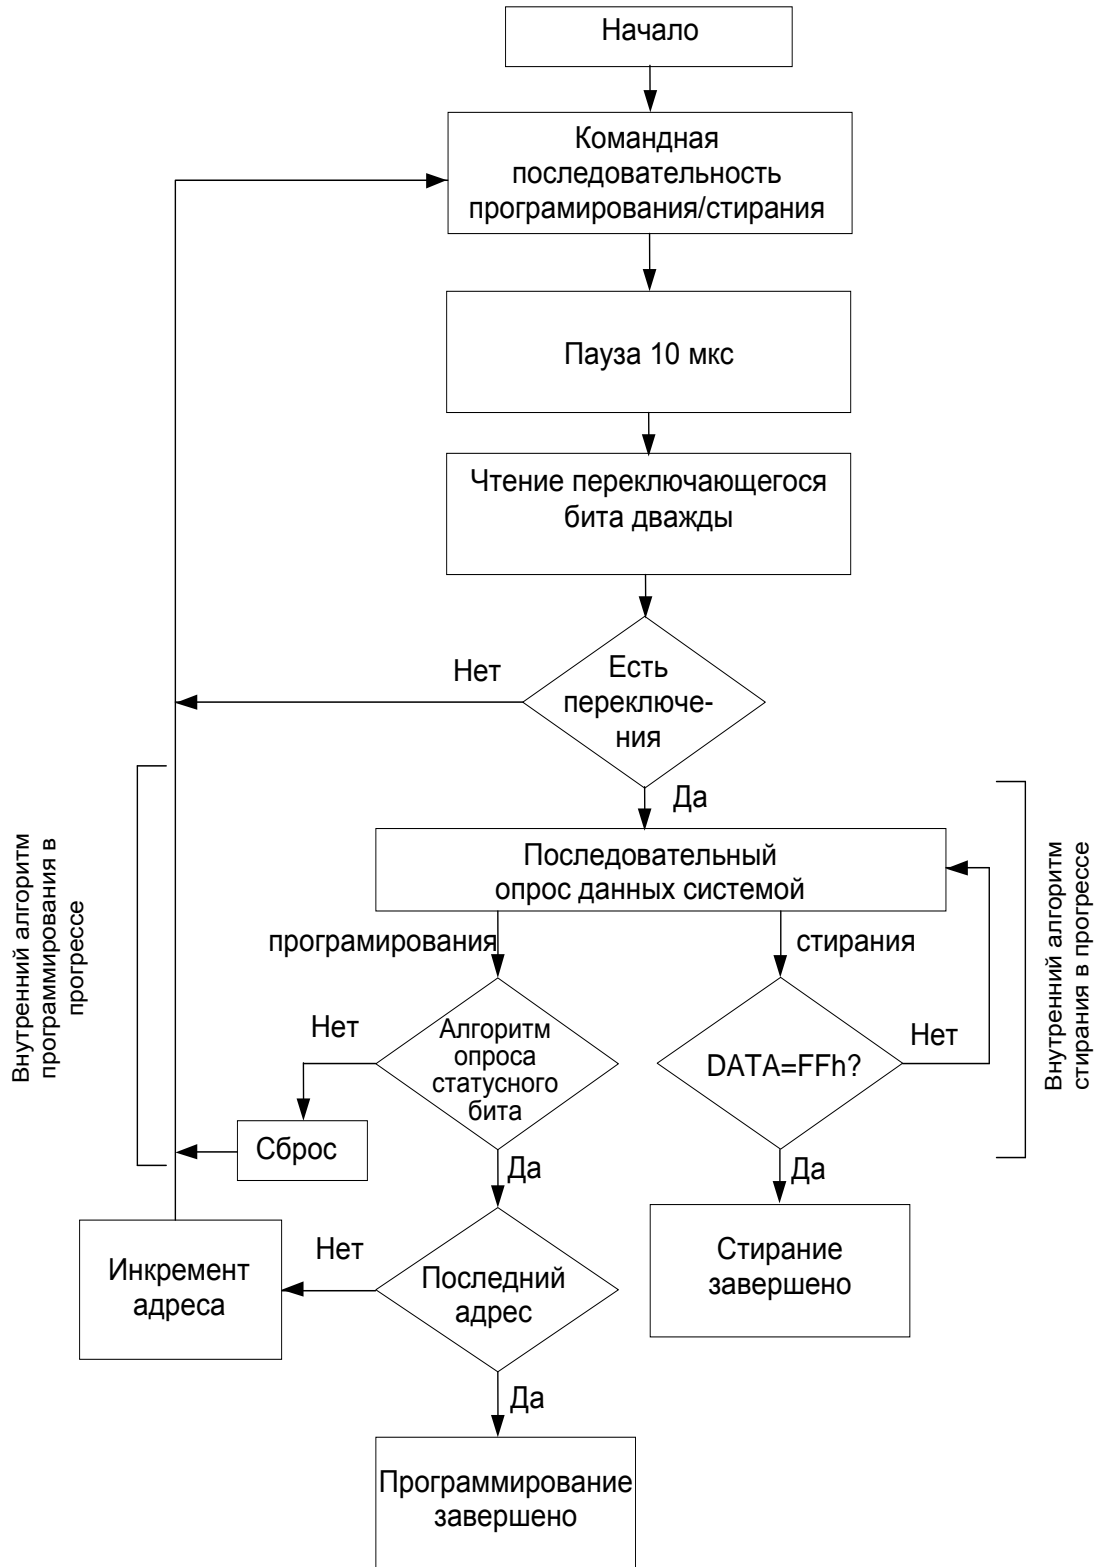 Начало
Командная
последовательность
програмирования/стирания
Пауза 10 мкс
Чтение переключающегося
бита дважды
Нет
Есть
переключе-
ния
Да
Внутренний алгоритм
программирования в
прогрессе
Последовательный
опрос данных системой
Внутренний алгоритм
стирания в прогрессе
програмирования
стирания
Нет
Алгоритм
опроса
статусного
бита
DATA=FFh?
Нет
Сброс
Да
Да
Инкремент
адреса
Нет
Последний
адрес
Стирание
завершено
Да
Программирование
завершено